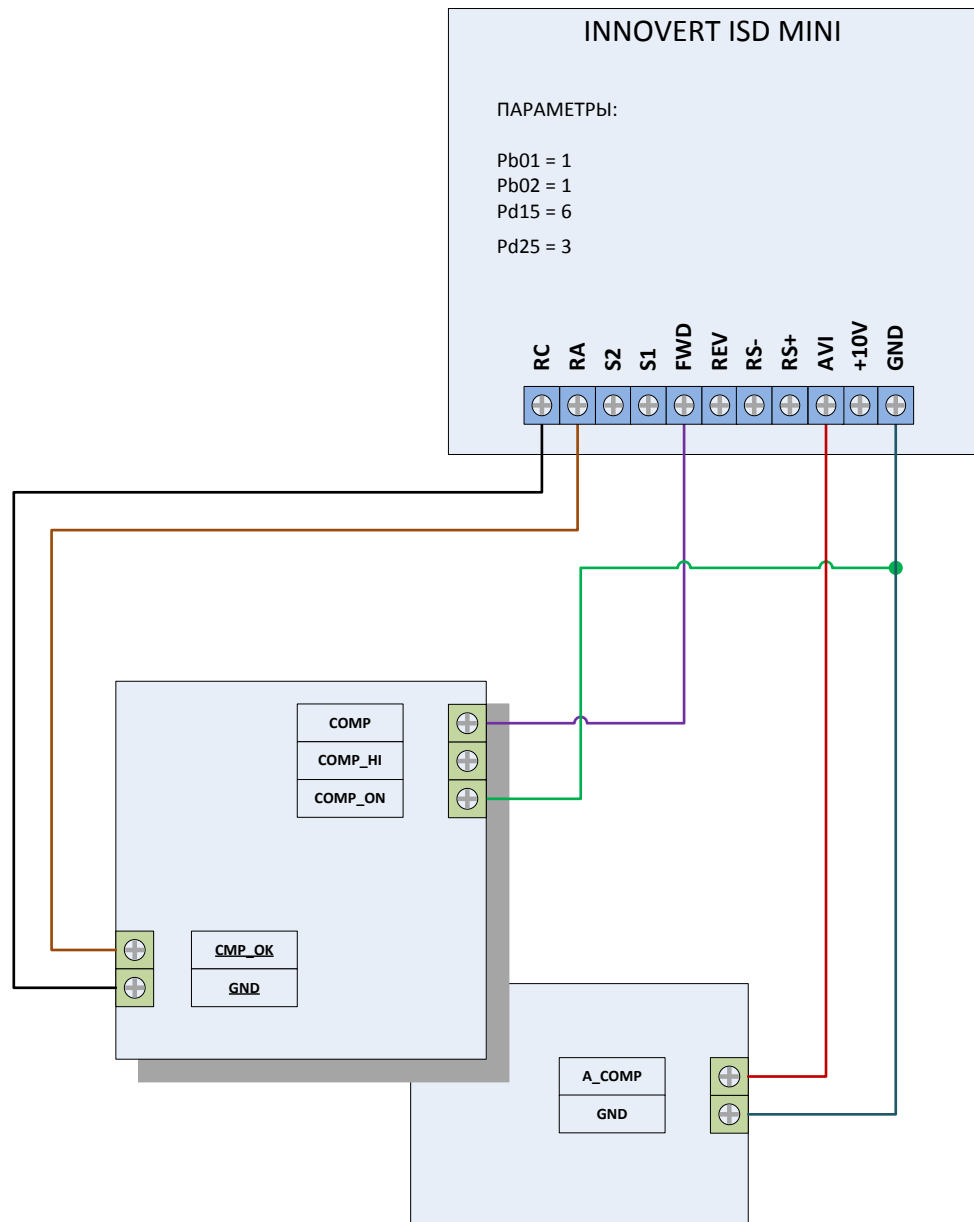 INNOVERT ISD MINI
ПАРАМЕТРЫ:
Pb01 = 1
Pb02 = 1
Pd15 = 6
Pd25 = 3
RC
RA
S2
S1
FWD
REV
RS-
RS+
AVI
+10V
GND
COMP
COMP_HI
COMP_ON
CMP_OK
GND
A_COMP
GND